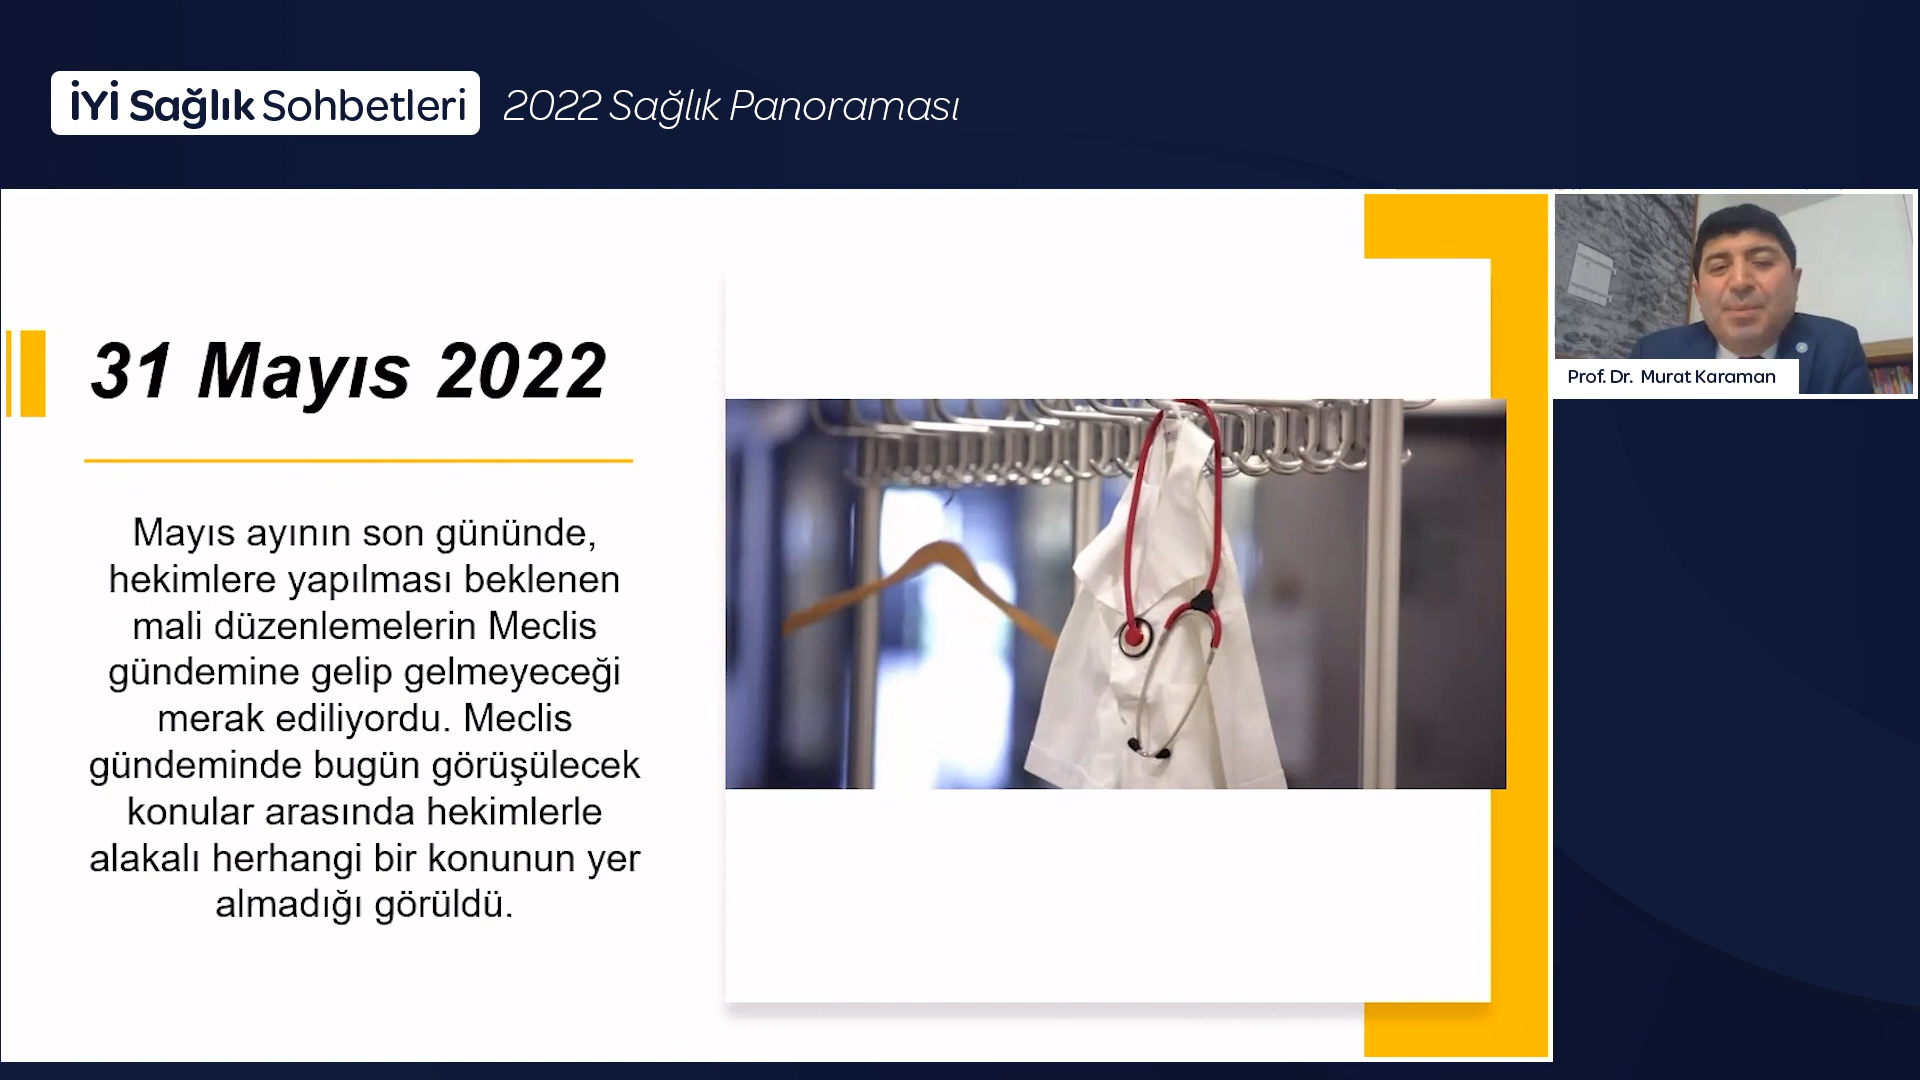 İYİ Sağlık Sohbetleri 2022 Sağlık Panoraması
31 Mayıs 2022
Mayıs ayının son gününde,
hekimlere yapılması beklenen
mali düzenlemelerin Meclis
gündemine gelip gelmeyeceği
merak ediliyordu. Meclis
gündeminde bugün görüşülecek
konular arasında hekimlerle
alakalı herhangi bir konunun yer
almadığı görüldü.
Prof. Dr. Murat Karaman